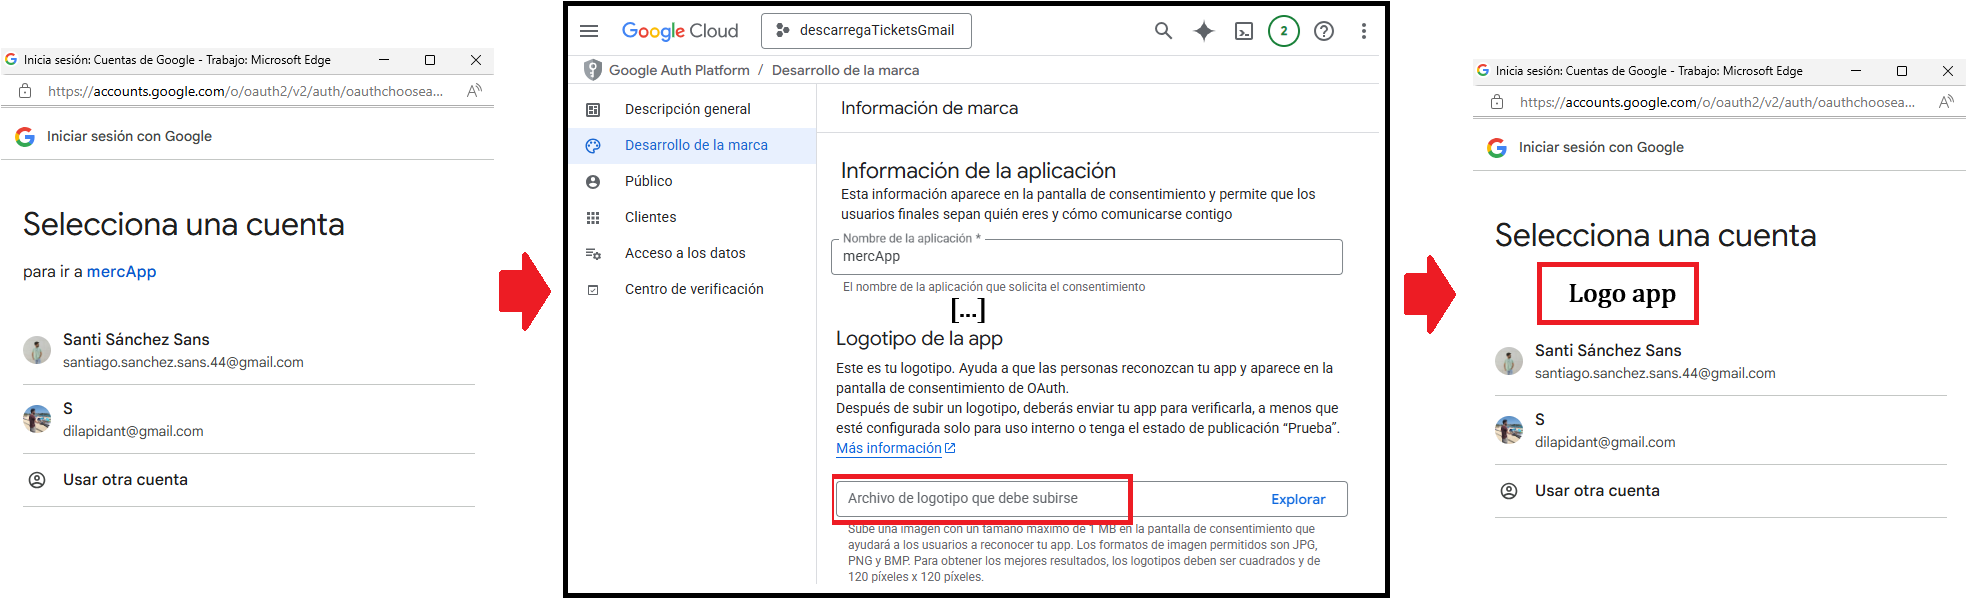 Inicia sesión: Cuentas de Google - Trabajo: Microsoft Edge
https://accounts.google.com/o/oauth2/v2/auth/oauthchoosea...
Iniciar sesión con Google
Selecciona una cuenta
para ir a mercApp
Santi Sánchez Sans
santiago.sanchez.sans.44@gmail.com
S
dilapidant@gmail.com
Usar otra cuenta
Google Cloud
descarregaTicketsGmail
2
Google Auth Platform / Desarrollo de la marca
Descripción general
Desarrollo de la marca
Público
Clientes
Acceso a los datos
Centro de verificación
Información de marca
Información de la aplicación
Esta información aparece en la pantalla de consentimiento y permite que los
usuarios finales sepan quién eres y cómo comunicarse contigo
Nombre de la aplicación *
mercApp
El nombre de la aplicación que solicita el consentimiento
[...]
Logotipo de la app
Este es tu logotipo. Ayuda a que las personas reconozcan tu app y aparece en la
pantalla de consentimiento de OAuth.
Después de subir un logotipo, deberás enviar tu app para verificarla, a menos que
esté configurada solo para uso interno o tenga el estado de publicación “Prueba”.
Más información
Archivo de logotipo que debe subirse
Explorar
Sube una imagen con un tamaño máximo de 1 MB en la pantalla de consentimiento que
ayudará a los usuarios a reconocer tu app. Los formatos de imagen permitidos son JPG,
PNG y BMP. Para obtener los mejores resultados, los logotipos deben ser cuadrados y de
120 píxeles x 120 píxeles.
Inicia sesión: Cuentas de Google - Trabajo: Microsoft Edge
https://accounts.google.com/o/oauth2/v2/auth/oauthchoosea...
Iniciar sesión con Google
Selecciona una cuenta
Logo app
Santi Sánchez Sans
santiago.sanchez.sans.44@gmail.com
S
dilapidant@gmail.com
Usar otra cuenta